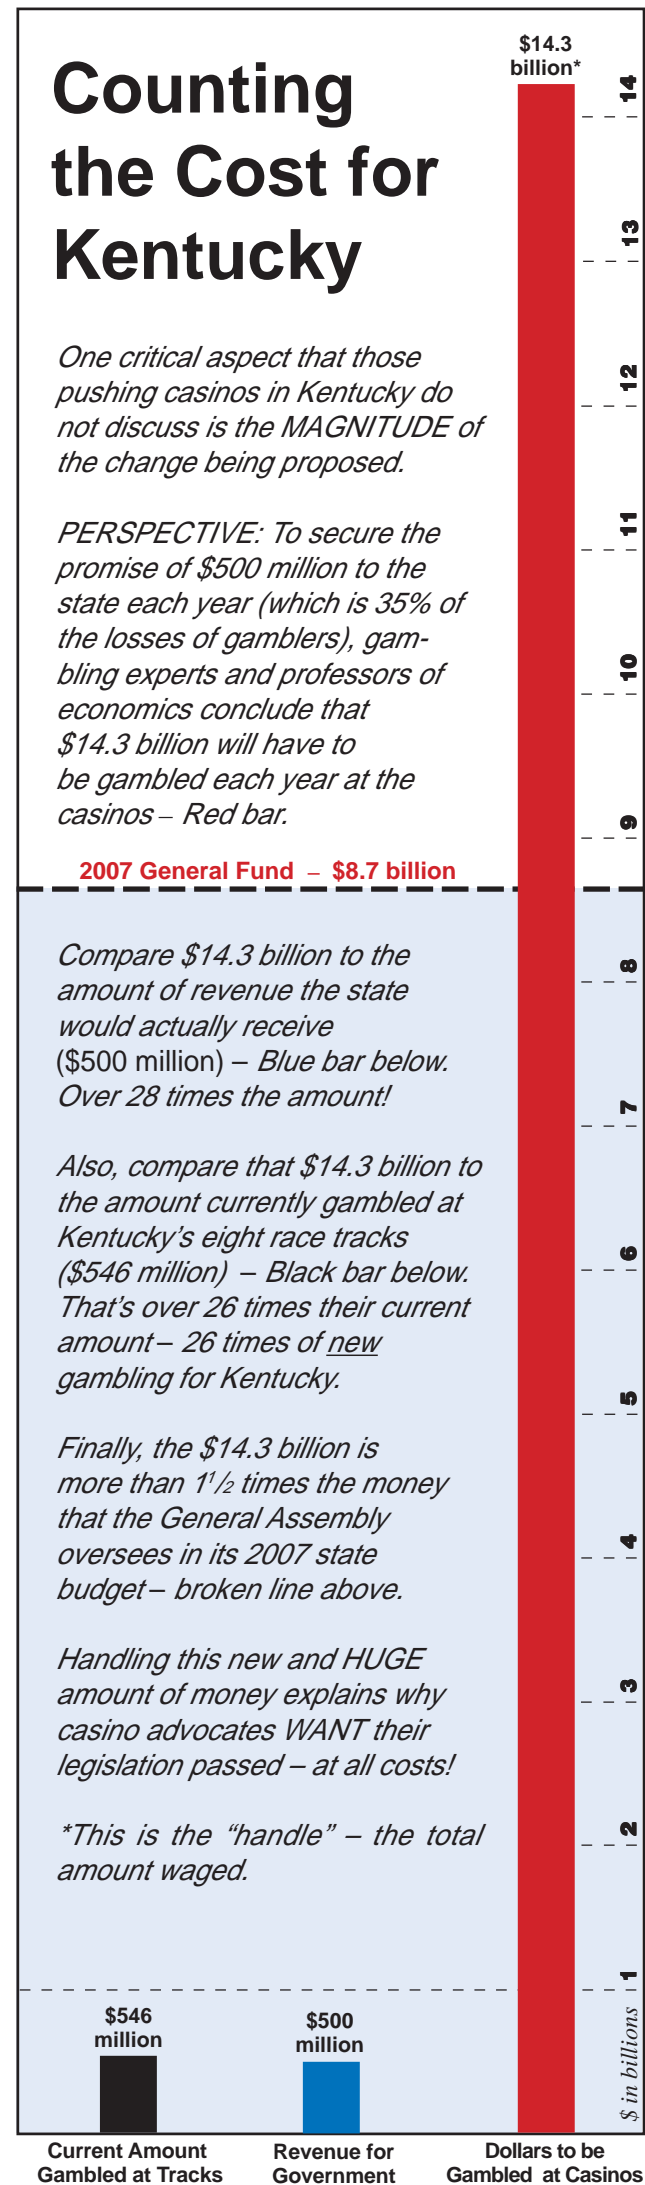 Counting
the Cost for
Kentucky
One critical aspect that those
pushing casinos in Kentucky do
not discuss is the MAGNITUDE of
the change being proposed.
PERSPECTIVE: To secure the
promise of $500 million to the
state each year (which is 35% of
the losses of gamblers), gam-
bling experts and professors of
economics conclude that
$14.3 billion will have to
be gambled each year at the
casinos – Red bar.
2007 General Fund – $8.7 billion
Compare $14.3 billion to the
amount of revenue the state
would actually receive
($500 million) – Blue bar below.
Over 28 times the amount!
Also, compare that $14.3 billion to
the amount currently gambled at
Kentucky's eight race tracks
($546 million) – Black bar below.
That's over 26 times their current
amount – 26 times of new
gambling for Kentucky.
Finally, the $14.3 billion is
more than 1 1/2 times the money
that the General Assembly
oversees in its 2007 state
budget – broken line above.
Handling this new and HUGE
amount of money explains why
casino advocates WANT their
legislation passed – at all costs!
*This is the “handle” – the total
amount waged.
$14.3
billion*
14
13
12
11
10
9
8
7
6
5
4
3
2
1
$ in billions
$546
million
$500
million
Current Amount
Gambled at Tracks
Revenue for
Government
Dollars to be
Gambled at Casinos